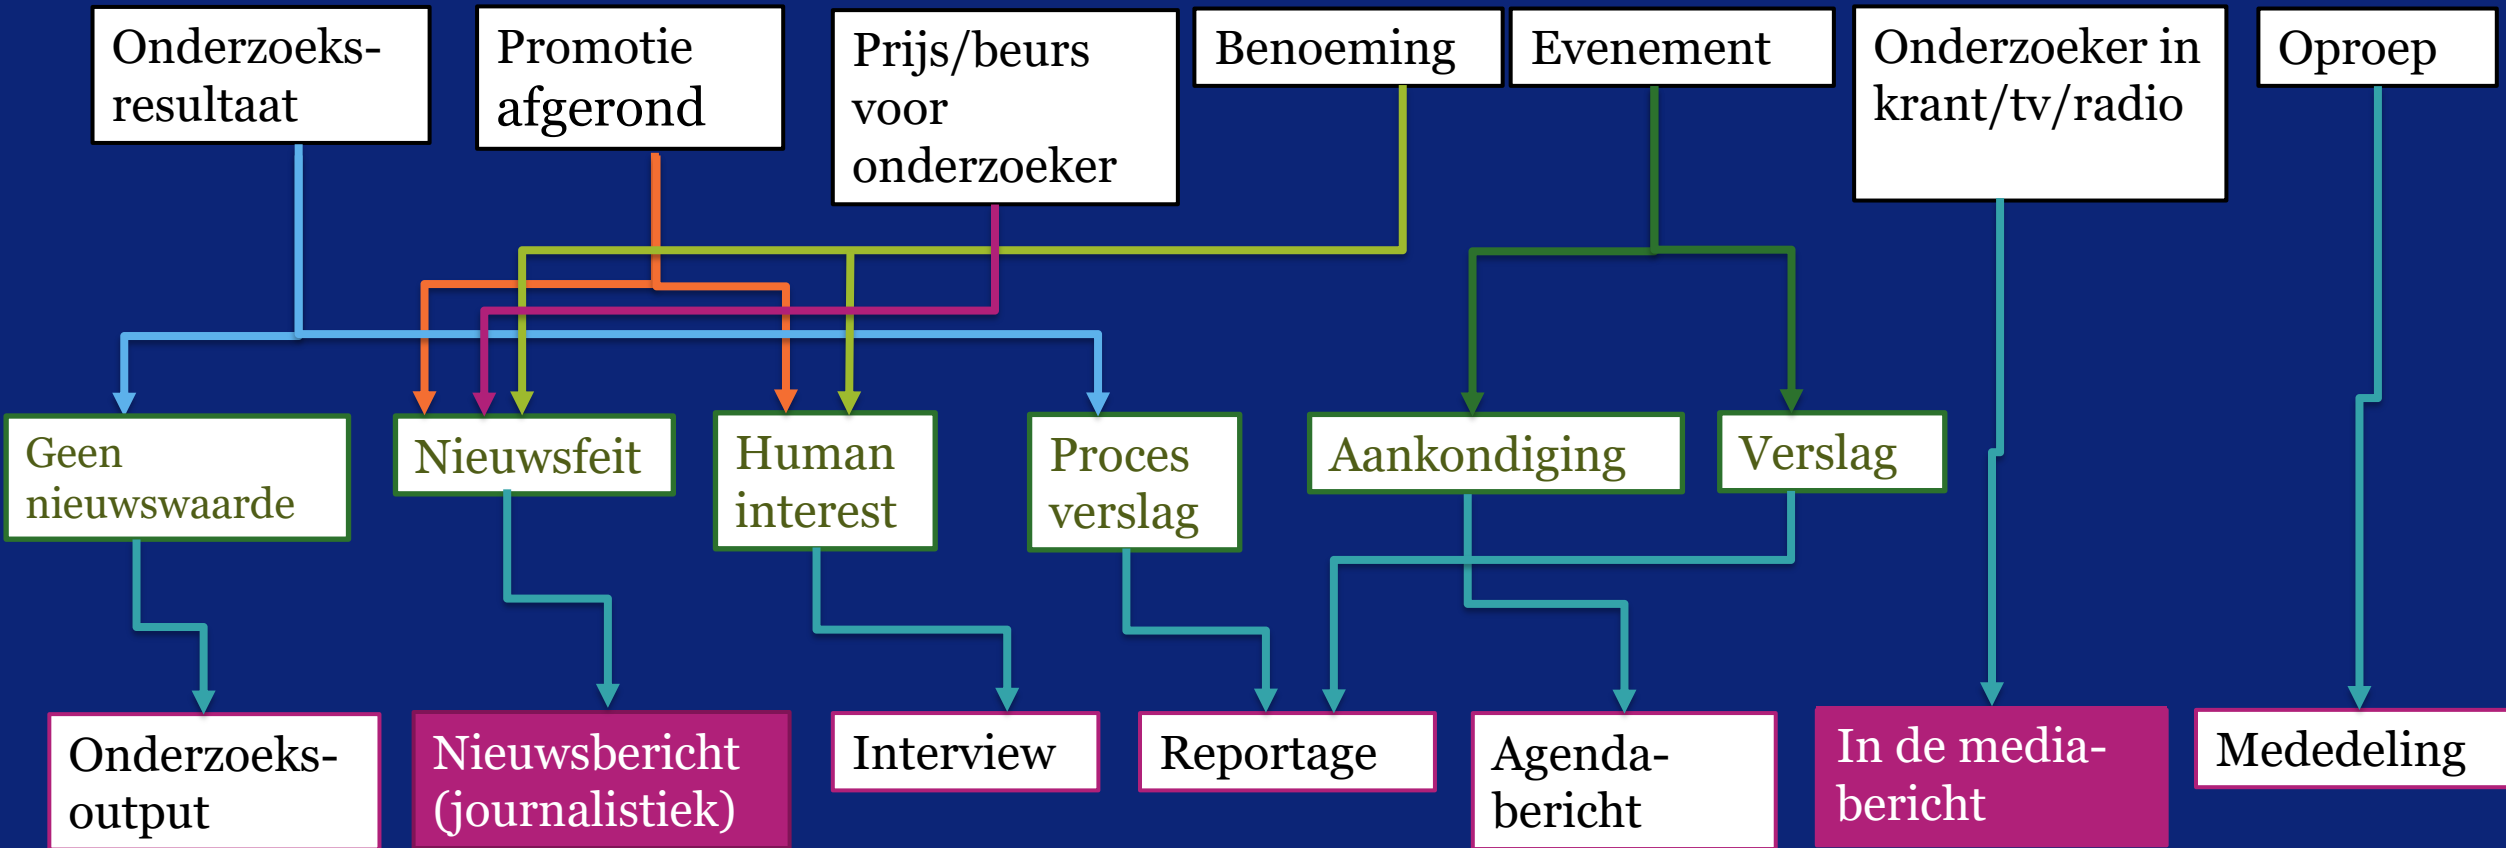 Onderzoeks-
resultaat
Promotie
afgerond
Prijs/beurs
voor
onderzoeker
Benoeming
Evenement
Onderzoeker in
krant/tv/radio
Oproep
Geen
nieuwswaarde
Nieuwsfeit
Human
interest
Proces
verslag
Aankondiging
Verslag
Onderzoeks-
output
Nieuwsbericht
(journalistiek)
Interview
Reportage
Agenda-
bericht
In de media-
bericht
Mededeling